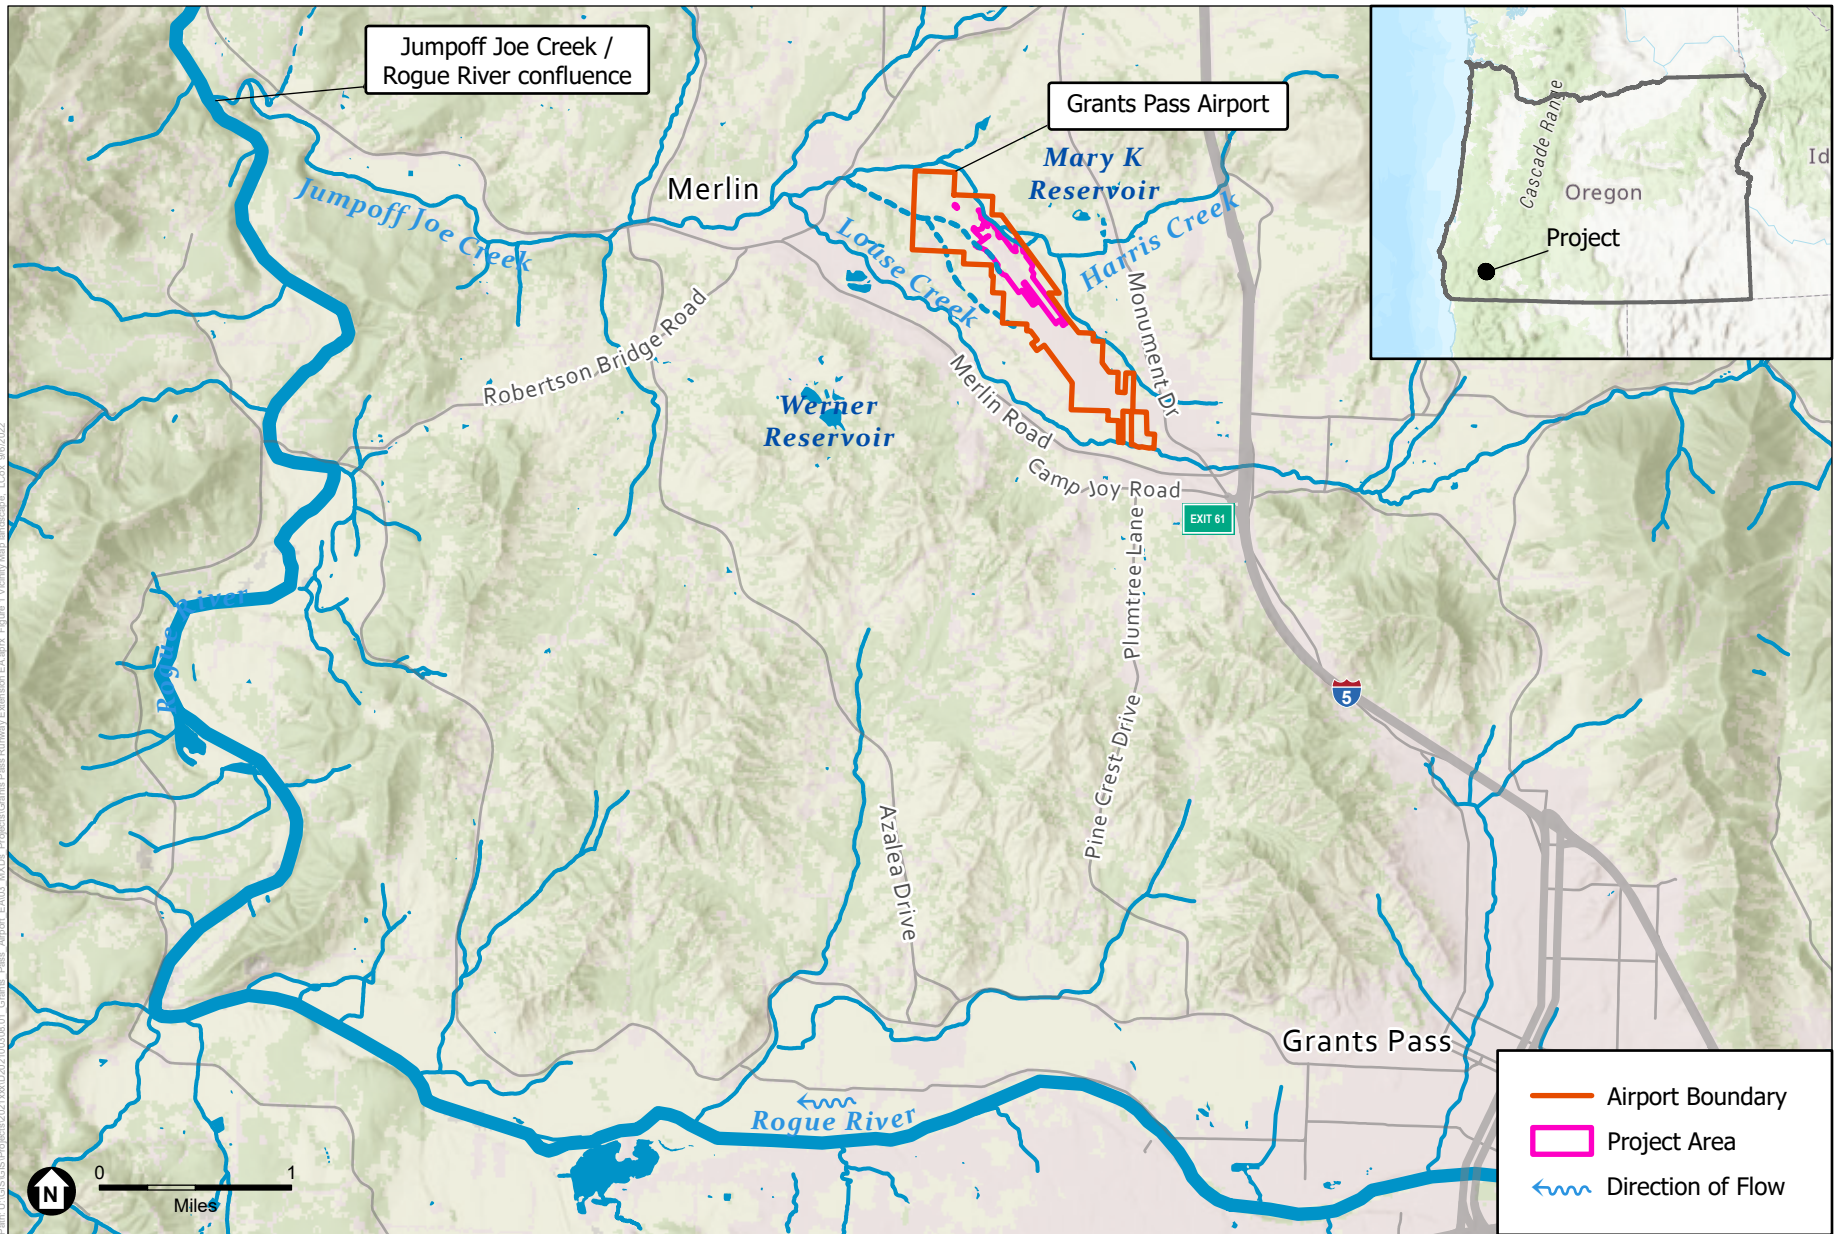 Jumpoff Joe Creek /
Rogue River confluence
Grants Pass Airport
Mary K
Reservoir
Merlin
Jumpoff Joe Creek
Louse Creek
Harris Creek
Monument Dr
Robertson Bridge Road
Werner
Reservoir
Merlin Road
Camp Joy Road
EXIT 61
Plumtree Lane
Rogue River
5
Pine Crest Drive
Azalea Drive
Grants Pass
Rogue River
Cascade Range
Oregon
Id
Project
0
1
Miles
N
Airport Boundary
Project Area
Direction of Flow